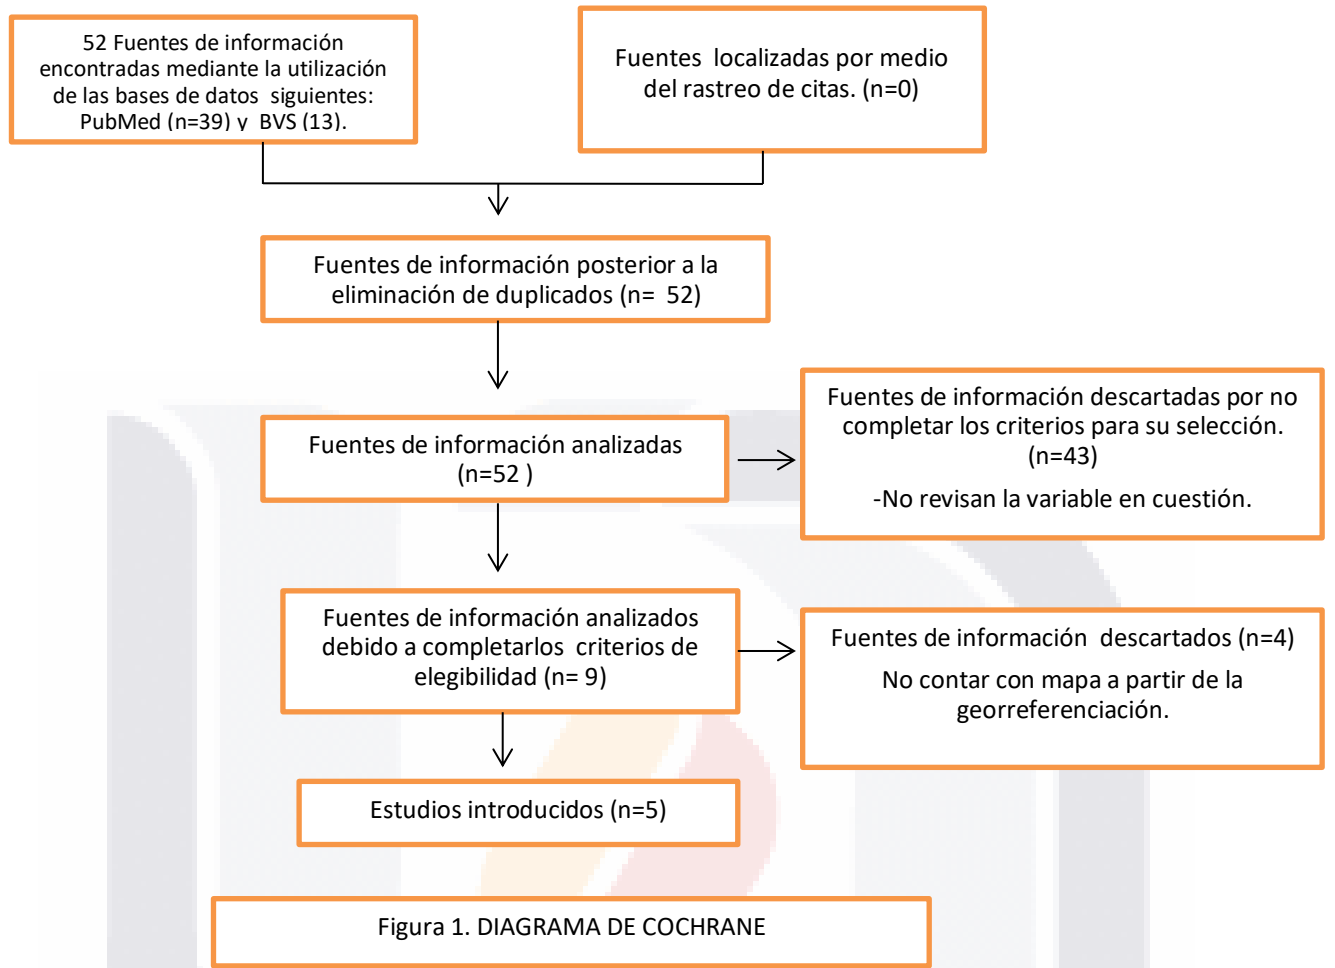 52 Fuentes de información
encontradas mediante la utilización
de las bases de datos siguientes:
PubMed (n=39) y BVS (13).
Fuentes localizadas por medio
del rastreo de citas. (n=0)
Fuentes de información posterior a la
eliminación de duplicados (n= 52)
Fuentes de información analizadas
(n=52 )
Fuentes de información descartadas por no
completar los criterios para su selección.
(n=43)
-No revisan la variable en cuestión.
Fuentes de información analizados
debido a completarlos criterios de
elegibilidad (n= 9)
Fuentes de información descartados (n=4)
No contar con mapa a partir de la
georreferenciación.
Estudios introducidos (n=5)
Figura 1. DIAGRAMA DE COCHRANE